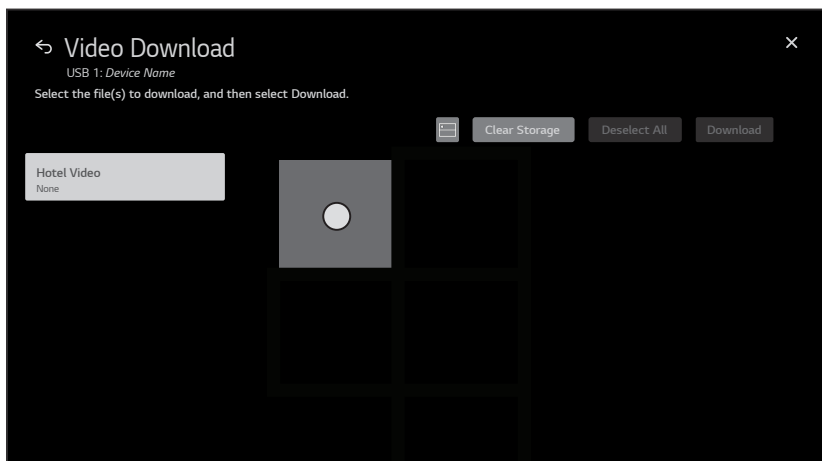 Video Download
USB 1: Device Name
Select the file(s) to download, and then select Download.
Clear Storage
Deselect All
Download
Hotel Video
None